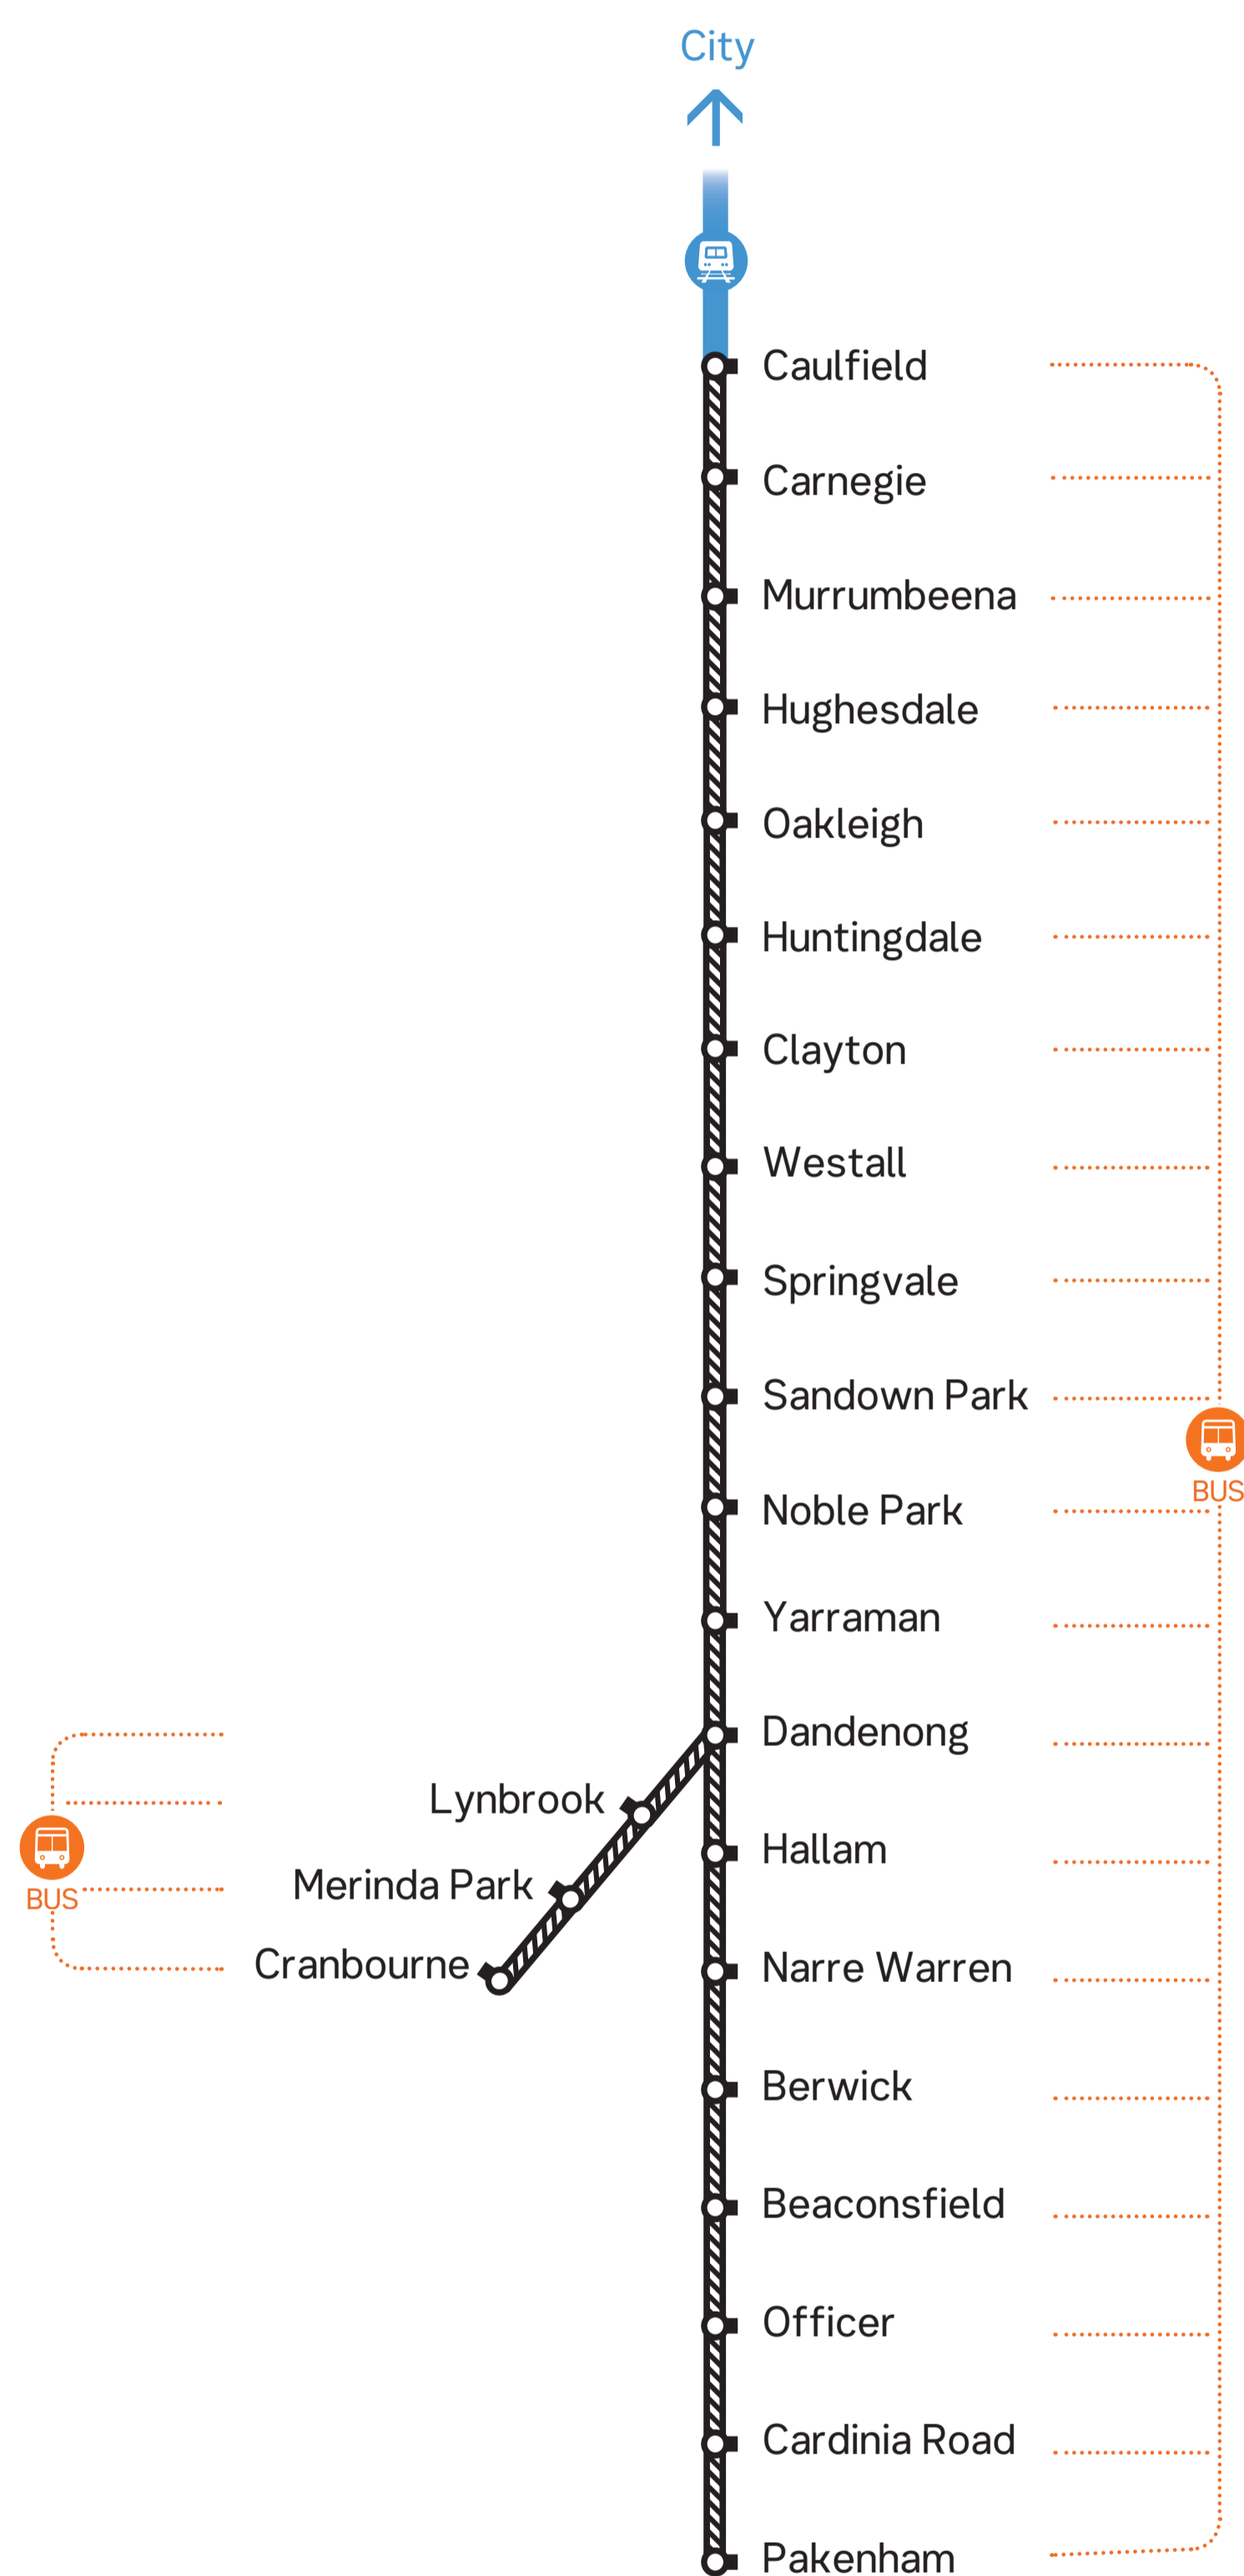 City
Caulfield
Carnegie
Murrumbeena
Hughesdale
Oakleigh
Huntingdale
Clayton
Westall
Springvale
Sandown Park
BUS
Noble Park
Yarraman
Dandenong
Lynbrook
Hallam
Merinda Park
BUS
Cranbourne
Narre Warren
Berwick
Beaconsfield
Officer
Cardinia Road
Pakenham